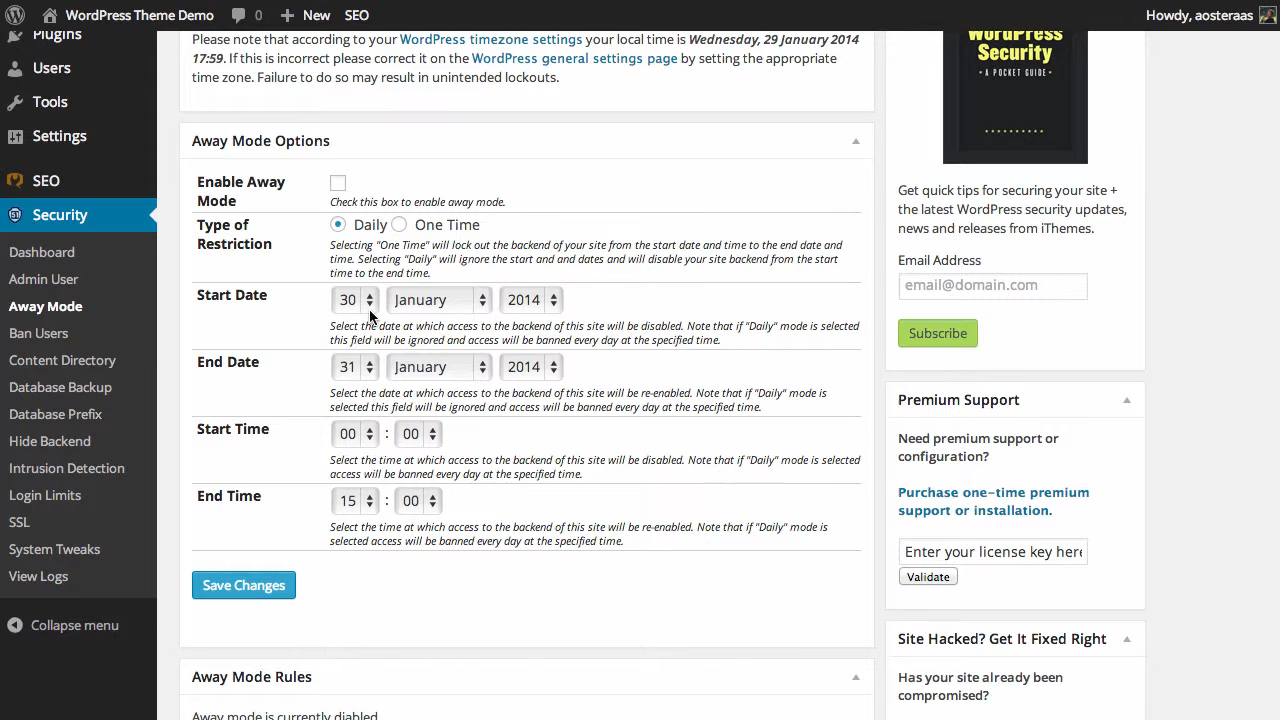 WordPress Theme Demo
0
New
SEO
Howdy, aosteraas
Plugins
Users
Tools
Settings
SEO
Security
Dashboard
Admin User
Away Mode
Ban Users
Content Directory
Database Backup
Database Prefix
Hide Backend
Intrusion Detection
Login Limits
SSL
System Tweaks
View Logs
Collapse menu
Please note that according to your WordPress timezone settings your local time is Wednesday, 29 January 2014
17:59. If this is incorrect please correct it on the WordPress general settings page by setting the appropriate
time zone. Failure to do so may result in unintended lockouts.
Away Mode Options
Enable Away
Mode
Check this box to enable away mode.
Type of
Restriction
Daily
One Time
Selecting "One Time" will lock out the backend of your site from the start date and time to the end date and
time. Selecting "Daily" will ignore the start and and dates and will disable your site backend from the start
time to the end time.
Start Date
30 January 2014
Select the date at which access to the backend of this site will be disabled. Note that if "Daily" mode is selected
this field will be ignored and access will be banned every day at the specified time.
End Date
31 January 2014
Select the date at which access to the backend of this site will be re-enabled. Note that if "Daily" mode is
selected this field will be ignored and access will be banned every day at the specified time.
Start Time
00 : 00
Select the time at which access to the backend of this site will be disabled. Note that if "Daily" mode is selected
access will be banned every day at the specified time.
End Time
15 : 00
Select the time at which access to the backend of this site will be re-enabled. Note that if "Daily" mode is
selected access will be banned every day at the specified time.
Save Changes
Away Mode Rules
Away mode is currently disabled
WordPress
Security
• A POCKET GUIDE •
Get quick tips for securing your site +
the latest WordPress security updates,
news and releases from iThemes.
Email Address
email@domain.com
Subscribe
Premium Support
Need premium support or
configuration?
Purchase one-time premium
support or installation.
Enter your license key here
Validate
Site Hacked? Get It Fixed Right
Has your site already been
compromised?